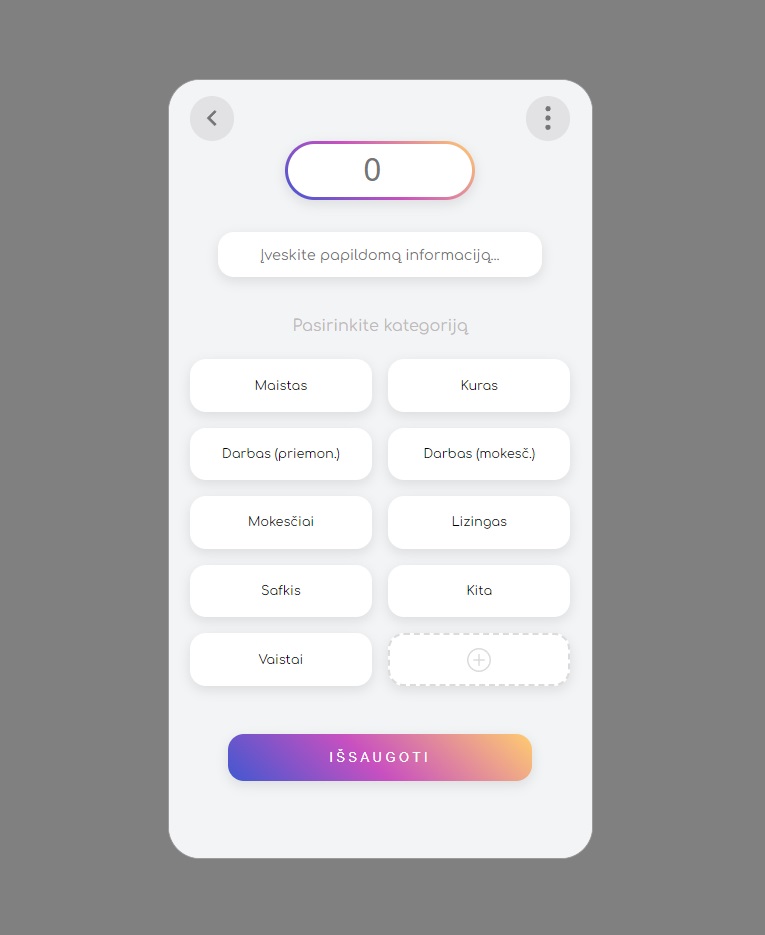 0
Įveskite papildomą informaciją...
Pasirinkite kategoriją
Maistas
Kuras
Darbas (priemon.)
Darbas (mokesč.)
Mokesčiai
Lizingas
Safkis
Kita
Vaistai
IŠSAUGOTI